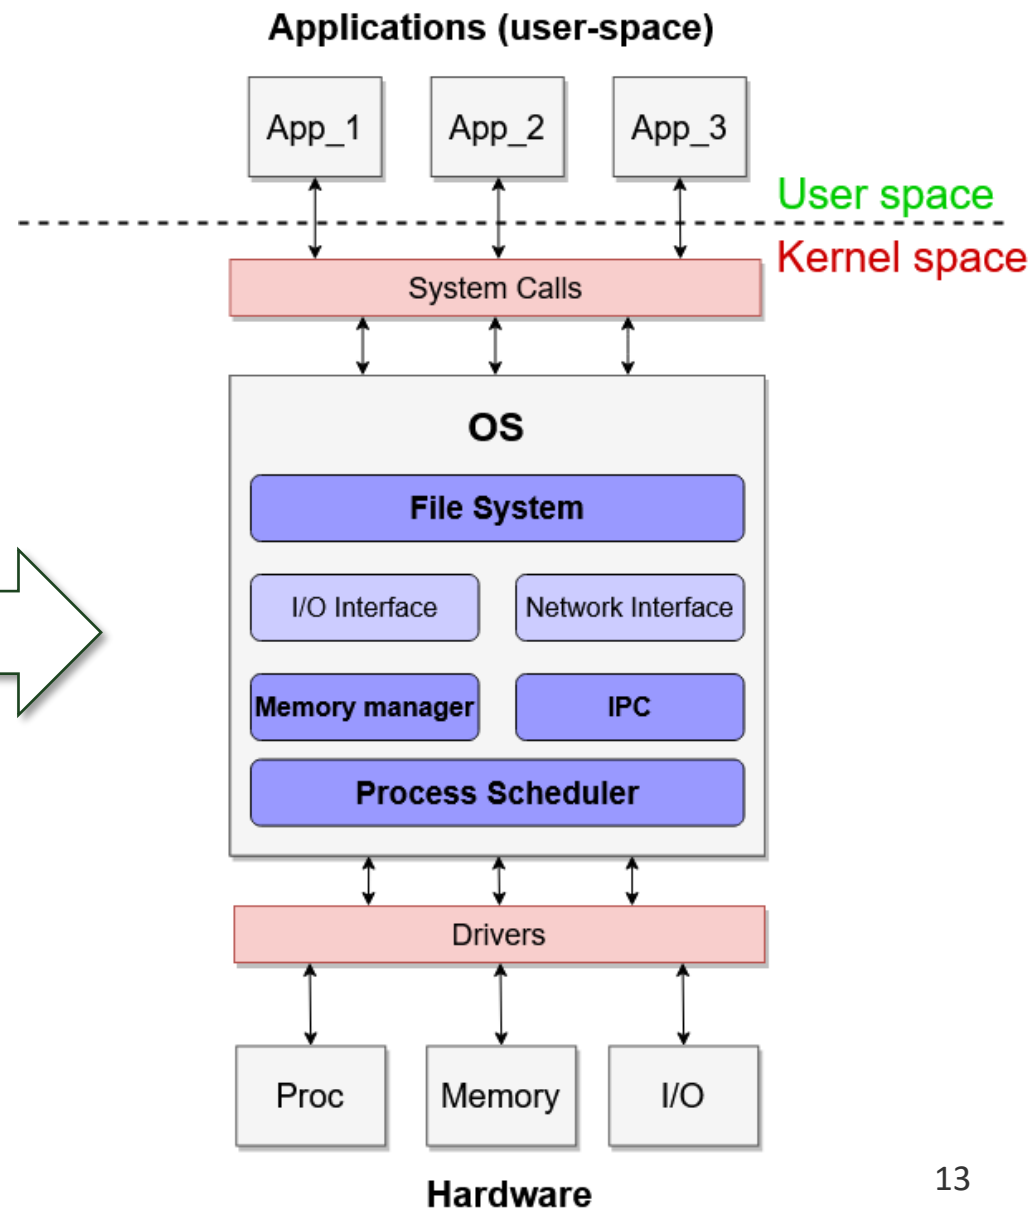 Applications (user-space)
App_1 App_2 App_3
User space
Kernel space
System Calls
OS
File System
I/O Interface Network Interface
Memory manager IPC
Process Scheduler
Drivers
Proc Memory I/O
Hardware
13